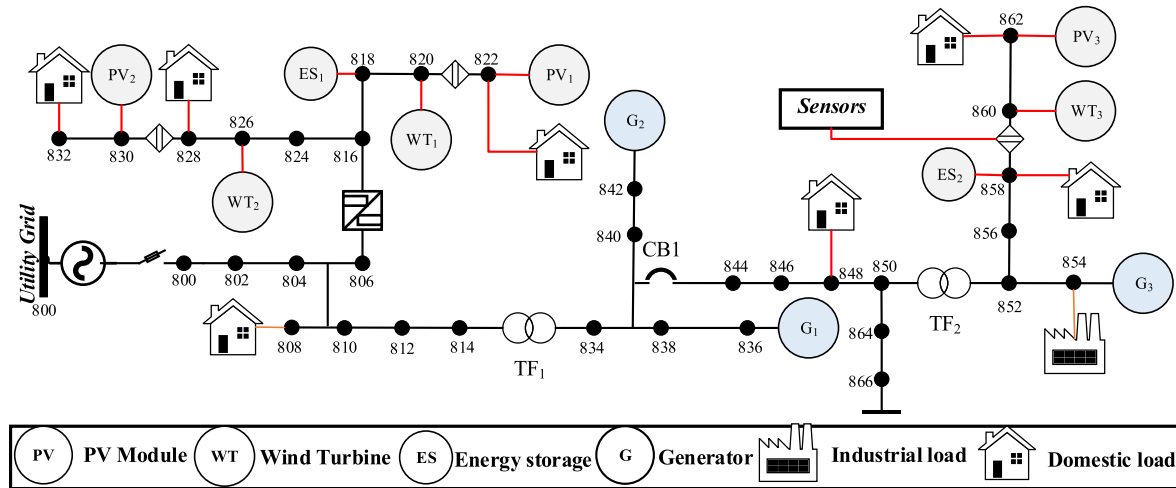 862
PV3
PV2
818
820
822
ES1
PV1
Sensors
860
WT3
G2
826
832
830
828
824
816
WT1
ES2
858
WT2
842
856
840
CB1
Utility Grid
800
800
802
804
806
844
846
848
850
852
854
G3
TF2
808
810
812
814
TF1
834
838
836
G1
864
866
PV PV Module WT Wind Turbine ES Energy storage G Generator Industrial load Domestic load